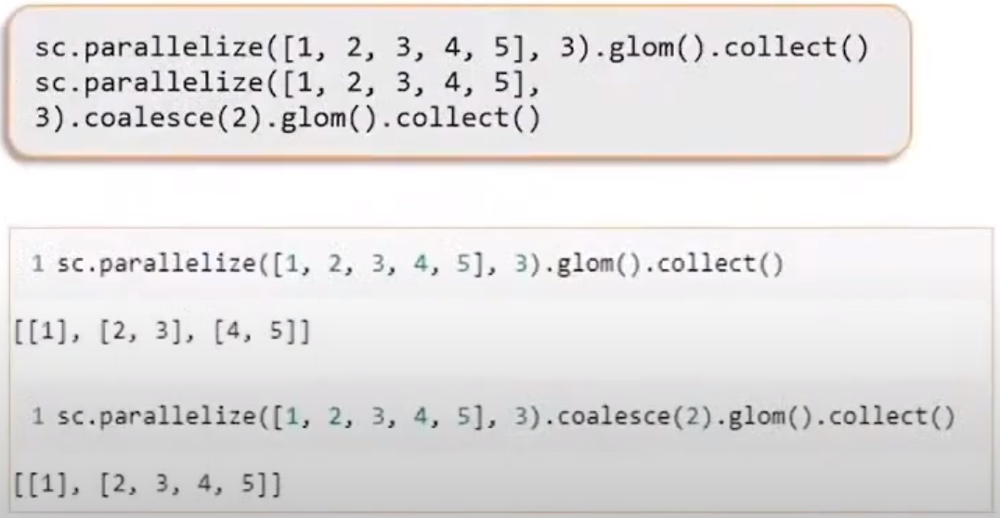 sc.parallelize([1, 2, 3, 4, 5], 3).glom().collect()
sc.parallelize([1, 2, 3, 4, 5],
3).coalesce(2).glom().collect()
1 sc.parallelize([1, 2, 3, 4, 5], 3).glom().collect()
[[1], [2, 3], [4, 5]]
1 sc.parallelize([1, 2, 3, 4, 5], 3).coalesce(2).glom().collect()
[[1], [2, 3, 4, 5]]